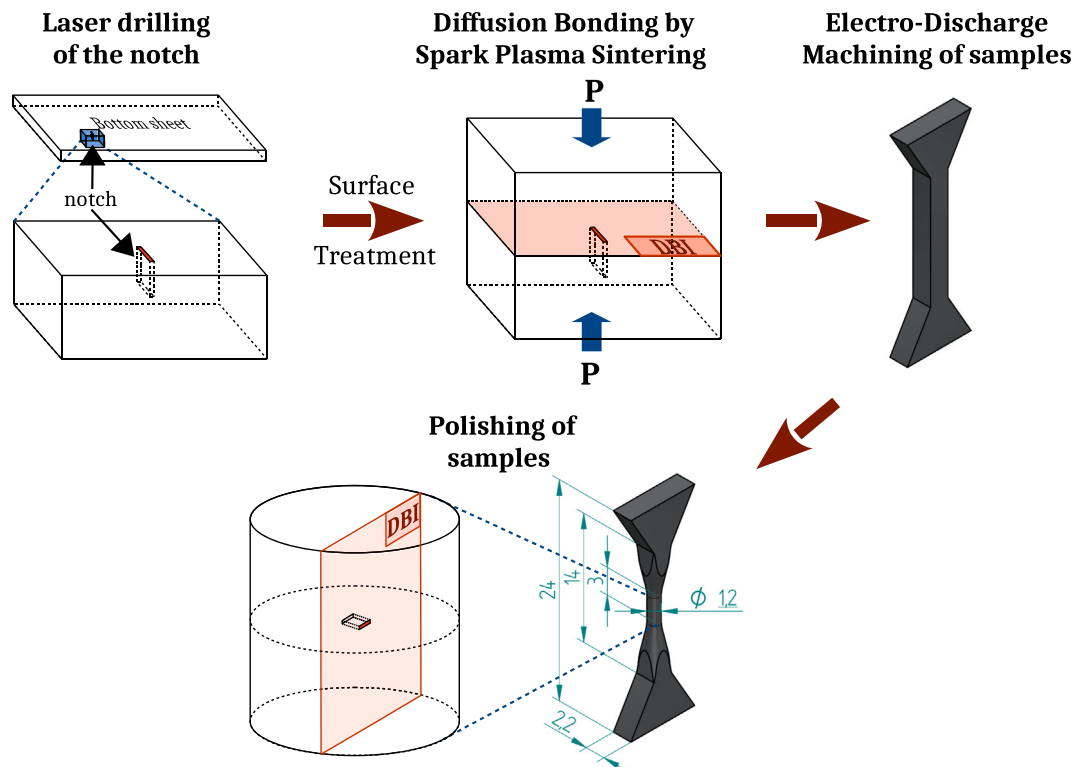 Laser drilling
of the notch
Diffusion Bonding by
Spark Plasma Sintering
Electro-Discharge
Machining of samples
P
Bottom sheet
notch
Surface
Treatment
DBI
P
Polishing of
samples
DBI
24
14
3
Φ 1,2
2,2